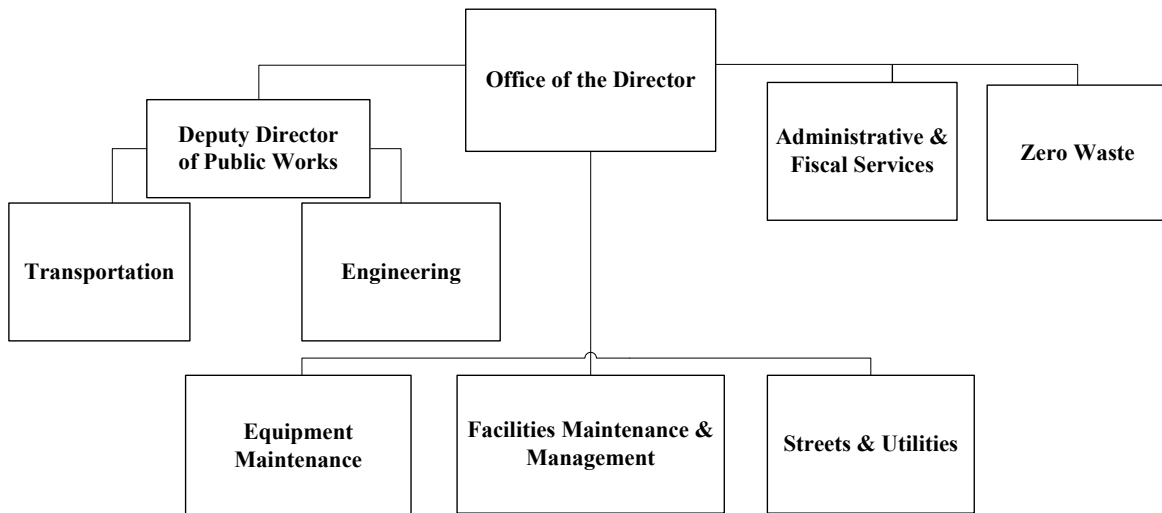 Office of the Director
Deputy Director
of Public Works
Administrative &
Fiscal Services
Zero Waste
Transportation
Engineering
Equipment
Maintenance
Facilities Maintenance &
Management
Streets & Utilities